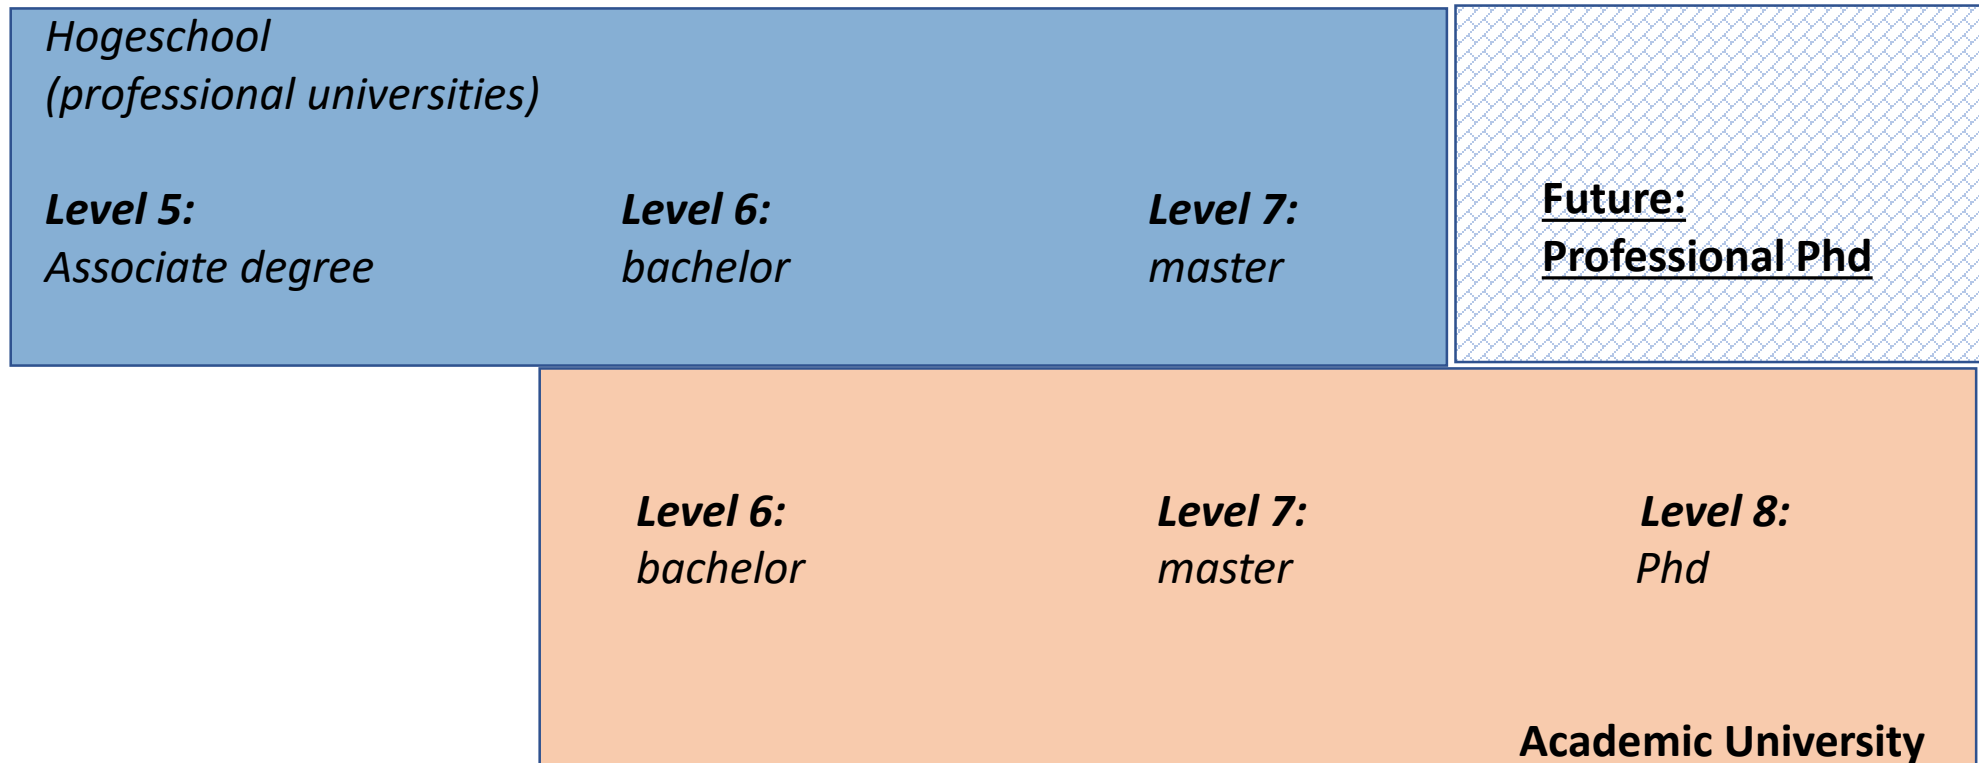 Hogeschool
(professional universities)
Level 5:
Associate degree
Level 6:
bachelor
Level 7:
master
Future:
Professional Phd
Level 6:
bachelor
Level 7:
master
Level 8:
Phd
Academic University